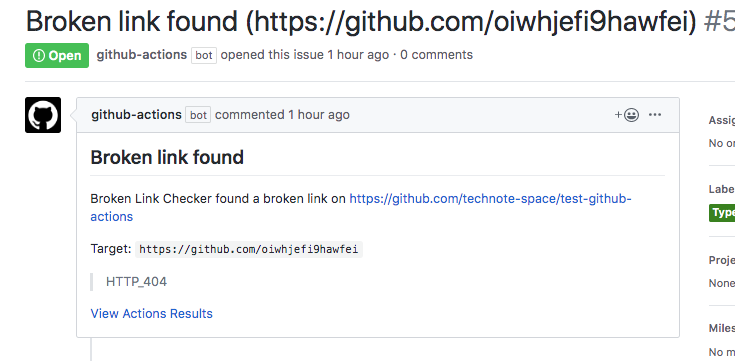 Broken link found (https://github.com/oiwhjefi9hawfei) #5
Open github-actions bot opened this issue 1 hour ago · 0 comments
github-actions bot commented 1 hour ago
Broken link found
Broken Link Checker found a broken link on https://github.com/technote-space/test-github-
actions
Target: https://github.com/oiwhjefi9hawfei
HTTP_404
View Actions Results
Assig
No o
Labe
Type
Proje
None
Miles
No m